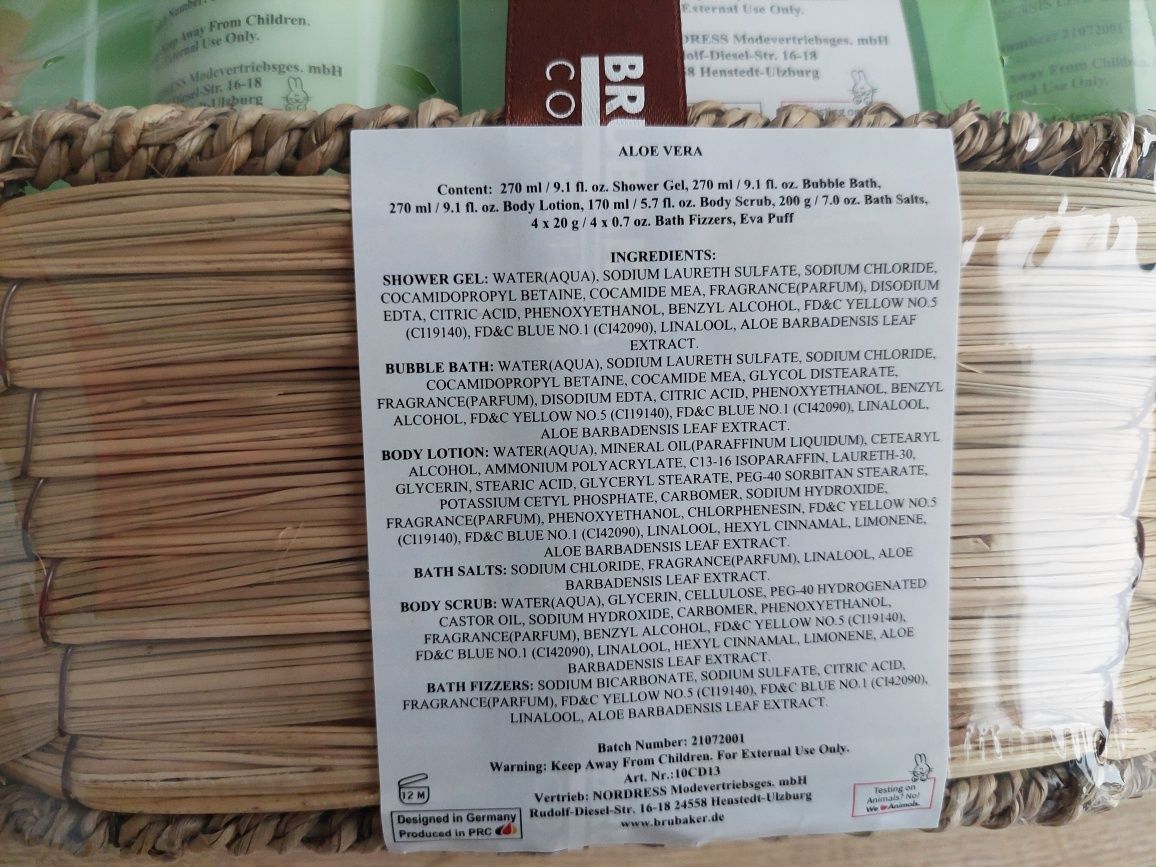 Keep Away From Children.
External Use Only.
DRESS Modevertriebsges. mbH
Diesel-Str. 16-18
Henstedt-Ulzburg
External Use Only.
DRESS Modevertriebsges. mbH
Rudolf-Diesel-Str. 16-18
8 Henstedt-Ulzburg
Number: 21072001
Away From Children.
Use Only.
BRU
CO
ALOE VERA
Content: 270 ml / 9.1 fl. oz. Shower Gel, 270 ml / 9.1 fl. oz. Bubble Bath,
270 ml / 9.1 fl. oz. Body Lotion, 170 ml / 5.7 fl. oz. Body Scrub, 200 g / 7.0 oz. Bath Salts,
4 x 20 g / 4 x 0.7 oz. Bath Fizzers, Eva Puff
INGREDIENTS:
SHOWER GEL: WATER(AQUA), SODIUM LAURETH SULFATE, SODIUM CHLORIDE,
COCAMIDOPROPYL BETAINE, COCAMIDE MEA, FRAGRANCE(PARFUM), DISODIUM
EDTA, CITRIC ACID, PHENOXYETHANOL, BENZYL ALCOHOL, FD&C YELLOW NO.5
(CI19140), FD&C BLUE NO.1 (CI42090), LINALOOL, ALOE BARBADENSIS LEAF
EXTRACT.
BUBBLE BATH: WATER(AQUA), SODIUM LAURETH SULFATE, SODIUM CHLORIDE,
COCAMIDOPROPYL BETAINE, COCAMIDE MEA, GLYCOL DISTEARATE,
FRAGRANCE(PARFUM), DISODIUM EDTA, CITRIC ACID, PHENOXYETHANOL, BENZYL
ALCOHOL, FD&C YELLOW NO.5 (CI19140), FD&C BLUE NO.1 (CI42090), LINALOOL,
ALOE BARBADENSIS LEAF EXTRACT.
BODY LOTION: WATER(AQUA), MINERAL OIL(PARAFFINUM LIQUIDUM), CETEARYL
ALCOHOL, AMMONIUM POLYACRYLATE, C13-16 ISOPARAFFIN, LAURETH-30,
GLYCERIN, STEARIC ACID, GLYCERYL STEARATE, PEG-40 SORBITAN STEARATE,
POTASSIUM CETYL PHOSPHATE, CARBOMER, SODIUM HYDROXIDE,
FRAGRANCE(PARFUM), PHENOXYETHANOL, CHLORPHENESIN, FD&C YELLOW NO.5
(CI19140), FD&C BLUE NO.1 (CI42090), LINALOOL, HEXYL CINNAMAL, LIMONENE,
ALOE BARBADENSIS LEAF EXTRACT.
BATH SALTS: SODIUM CHLORIDE, FRAGRANCE(PARFUM), LINALOOL, ALOE
BARBADENSIS LEAF EXTRACT.
BODY SCRUB: WATER(AQUA), GLYCERIN, CELLULOSE, PEG-40 HYDROGENATED
CASTOR OIL, SODIUM HYDROXIDE, CARBOMER, PHENOXYETHANOL,
FRAGRANCE(PARFUM), BENZYL ALCOHOL, FD&C YELLOW NO.5 (CI19140),
FD&C BLUE NO.1 (CI42090), LINALOOL, HEXYL CINNAMAL, LIMONENE, ALOE
BARBADENSIS LEAF EXTRACT.
BATH FIZZERS: SODIUM BICARBONATE, SODIUM SULFATE, CITRIC ACID,
FRAGRANCE(PARFUM), FD&C YELLOW NO.5 (CI19140), FD&C BLUE NO.1 (CI42090),
LINALOOL, ALOE BARBADENSIS LEAF EXTRACT.
Batch Number: 21072001
Warning: Keep Away From Children. For External Use Only.
Art. Nr.:10CD13
Vertrieb: NORDRESS Modevertriebsges. mbH
Rudolf-Diesel-Str. 16-18 24558 Henstedt-Ulzburg
www.brubaker.de
12 M
Designed in Germany
Produced in PRC
Testing on
Animals? No!
We Animals.